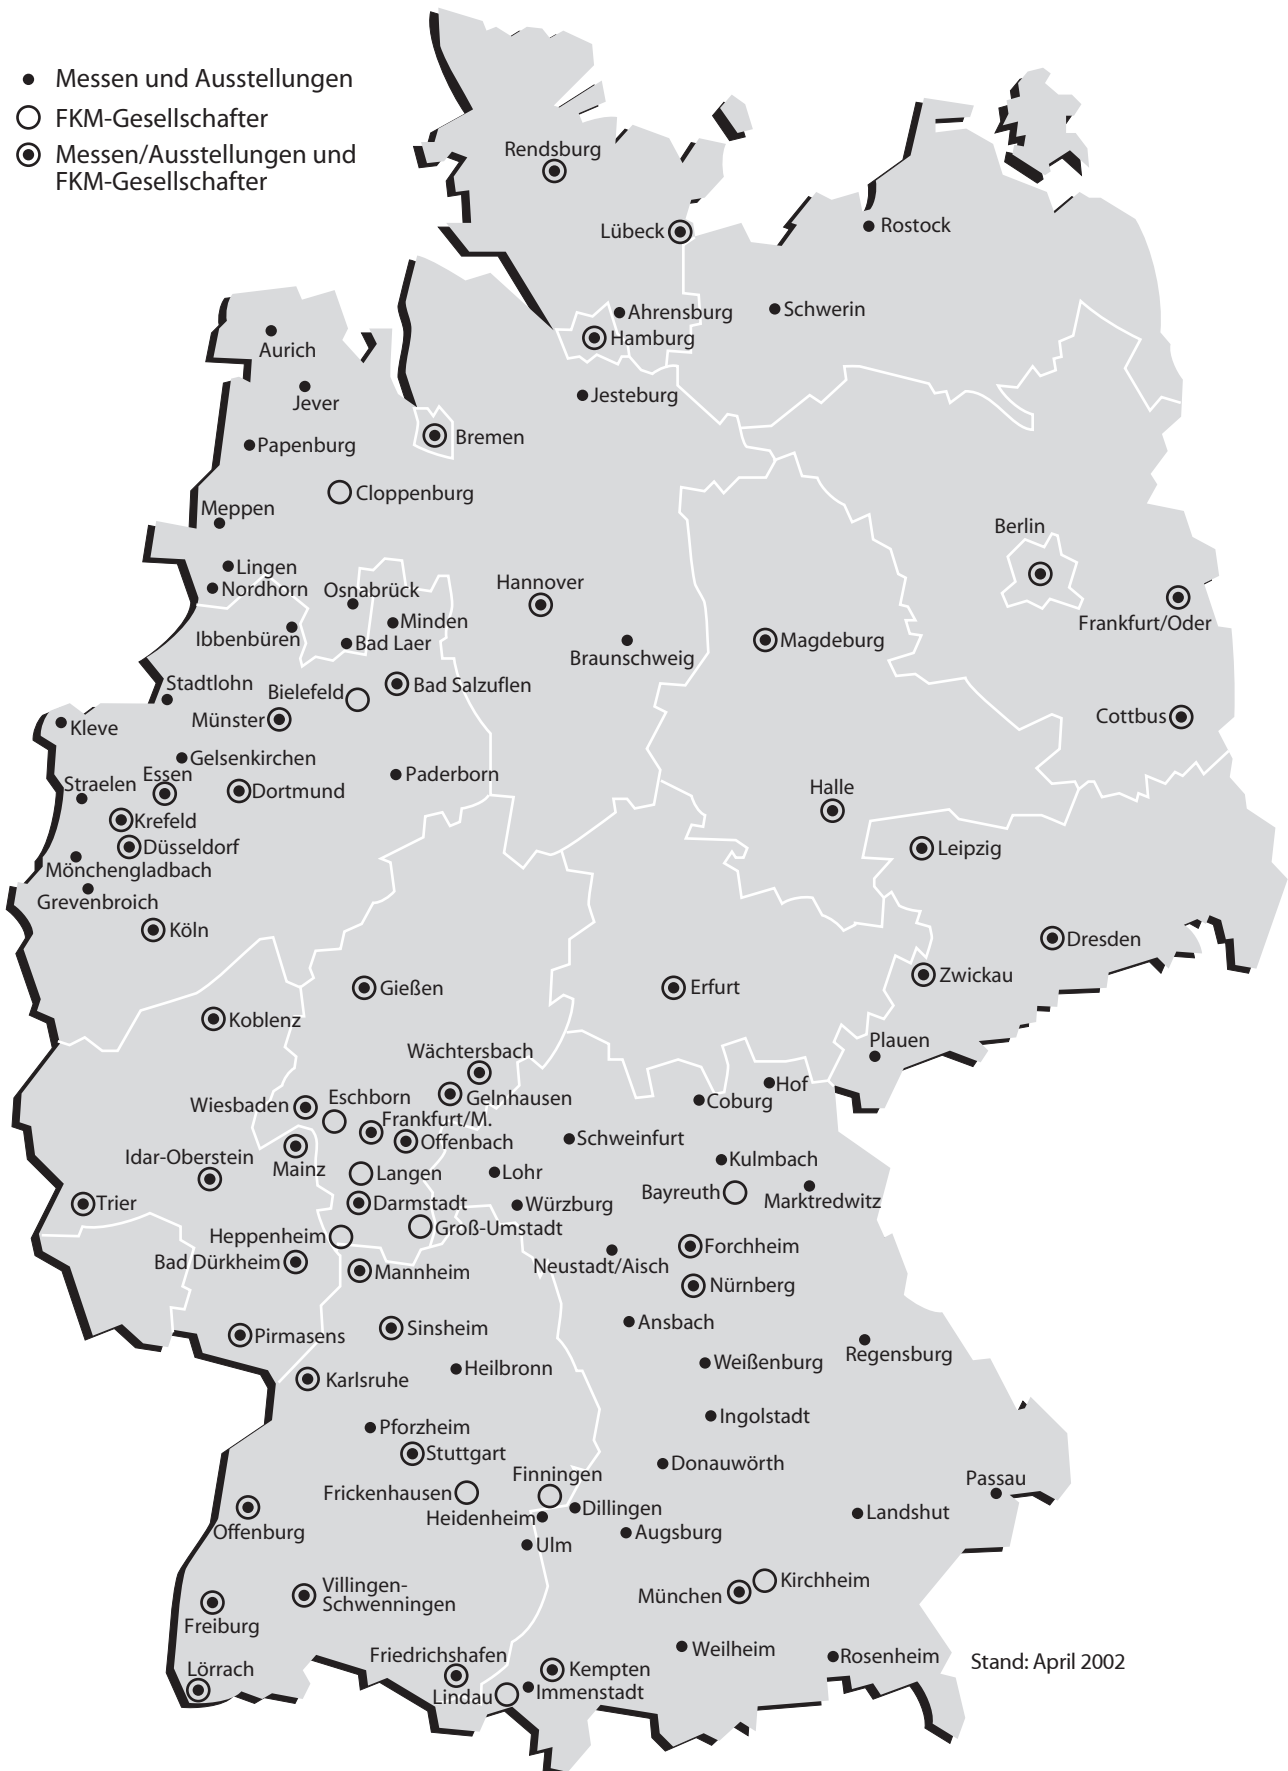 Messen und Ausstellungen
FKM-Gesellschafter
Messen/Ausstellungen und
FKM-Gesellschafter
Rendsburg
Lübeck
Rostock
Ahrensburg
Schwerin
Hamburg
Aurich
Jever
Jesteburg
Papenburg
Bremen
Cloppenburg
Meppen
Berlin
Lingen
Nordhorn
Osnabrück
Hannover
Frankfurt/Oder
Minden
Ibbenbüren
Bad Laer
Braunschweig
Magdeburg
Stadtlohn
Bielefeld
Bad Salzuflen
Münster
Cottbus
Kleve
Gelsenkirchen
Essen
Paderborn
Straelen
Dortmund
Halle
Krefeld
Düsseldorf
Leipzig
Mönchengladbach
Grevenbroich
Köln
Dresden
Zwickau
Gießen
Erfurt
Koblenz
Plauen
Wächtersbach
Hof
Eschborn
Gelnhausen
Coburg
Wiesbaden
Frankfurt/M.
Offenbach
Schweinfurt
Idar-Oberstein
Mainz
Kulmbach
Langen
Lohr
Bayreuth
Marktredwitz
Trier
Darmstadt
Würzburg
Groß-Umstadt
Heppenheim
Forchheim
Bad Dürkheim
Neustadt/Aisch
Mannheim
Nürnberg
Ansbach
Pirmasens
Sinsheim
Regensburg
Weißenburg
Heilbronn
Karlsruhe
Ingolstadt
Pforzheim
Stuttgart
Donauwörth
Finningen
Passau
Frickenhausen
Dillingen
Landshut
Heidenheim
Offenburg
Augsburg
Ulm
Kirchheim
Villingen-
Schwenningen
München
Freiburg
Weilheim
Friedrichshafen
Rosenheim
Stand: April 2002
Lörrach
Kempten
Lindau
Immenstadt